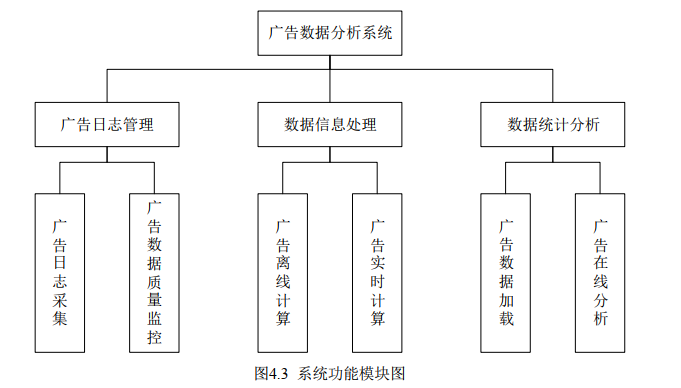 广告数据分析系统
广告日志管理
数据信息处理
数据统计分析
广告日志采集
广告数据质量监控
广告离线计算
广告实时计算
广告数据加载
广告在线分析
图4.3 系统功能模块图